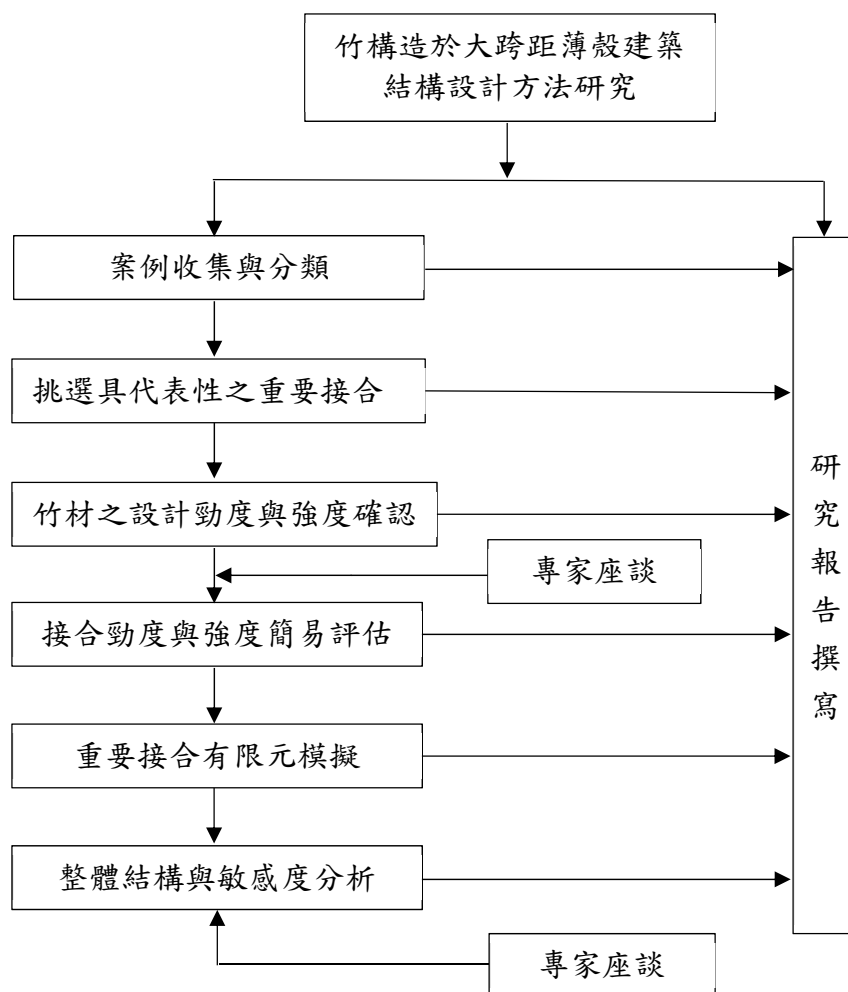 竹構造於大跨距薄殼建築
結構設計方法研究
案例收集與分類
挑選具代表性之重要接合
竹材之設計勁度與強度確認
專家座談
接合勁度與強度簡易評估
重要接合有限元模擬
整體結構與敏感度分析
專家座談
研究報告撰寫